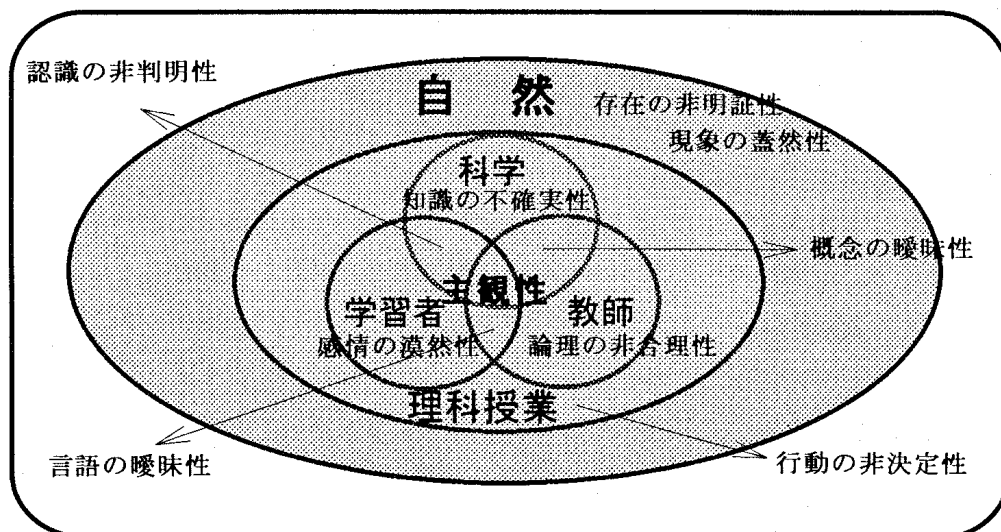 認識の非判明性
自然
存在の非明証性
現象の蓋然性
科学
知識の不確実性
概念の曖昧性
主観性
学習者
教師
感情の漠然性
論理の非合理性
理科授業
言語の曖昧性
行動の非決定性